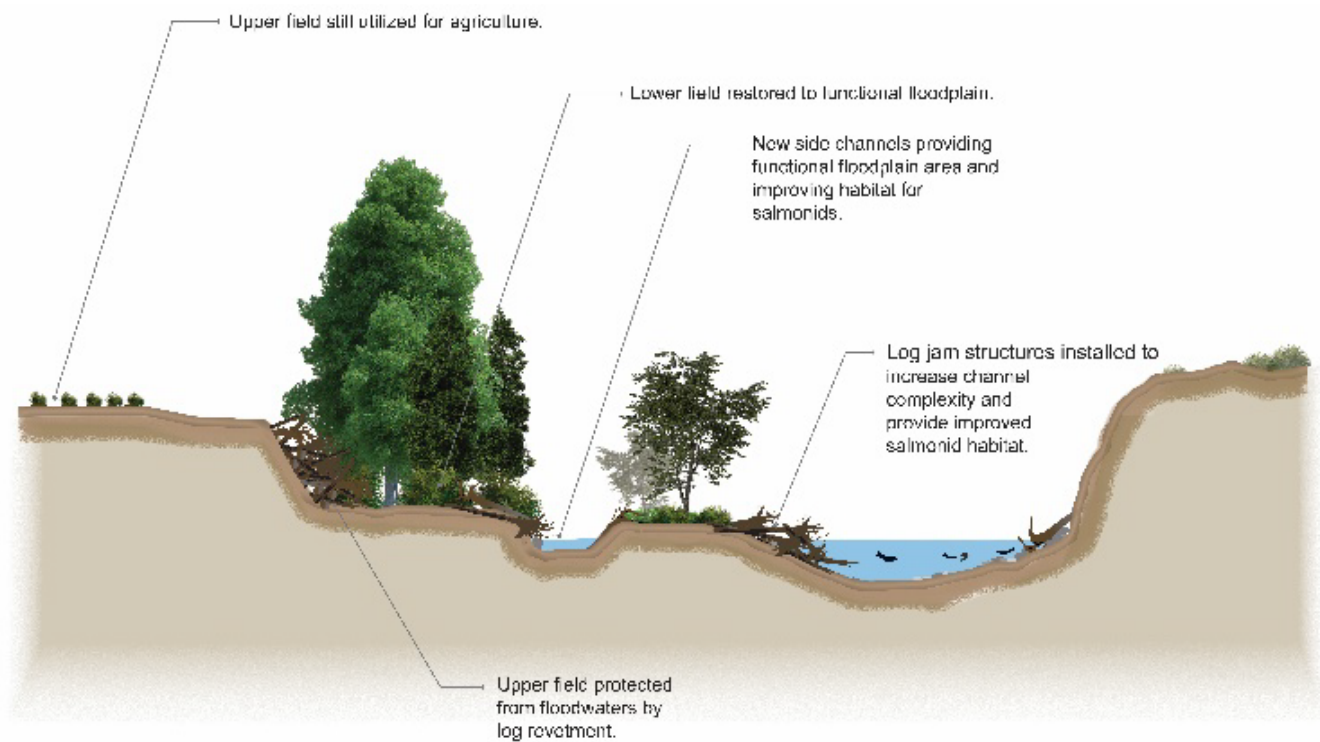 Upper field still utilized for agriculture.
Lower field restored to functional floodplain.
New side channels providing
functional floodplain area and
improving habitat for
salmonids.
Log jam structures installed to
increase channel
complexity and
provide improved
salmonid habitat.
Upper field protected
from floodwaters by
log revetment.